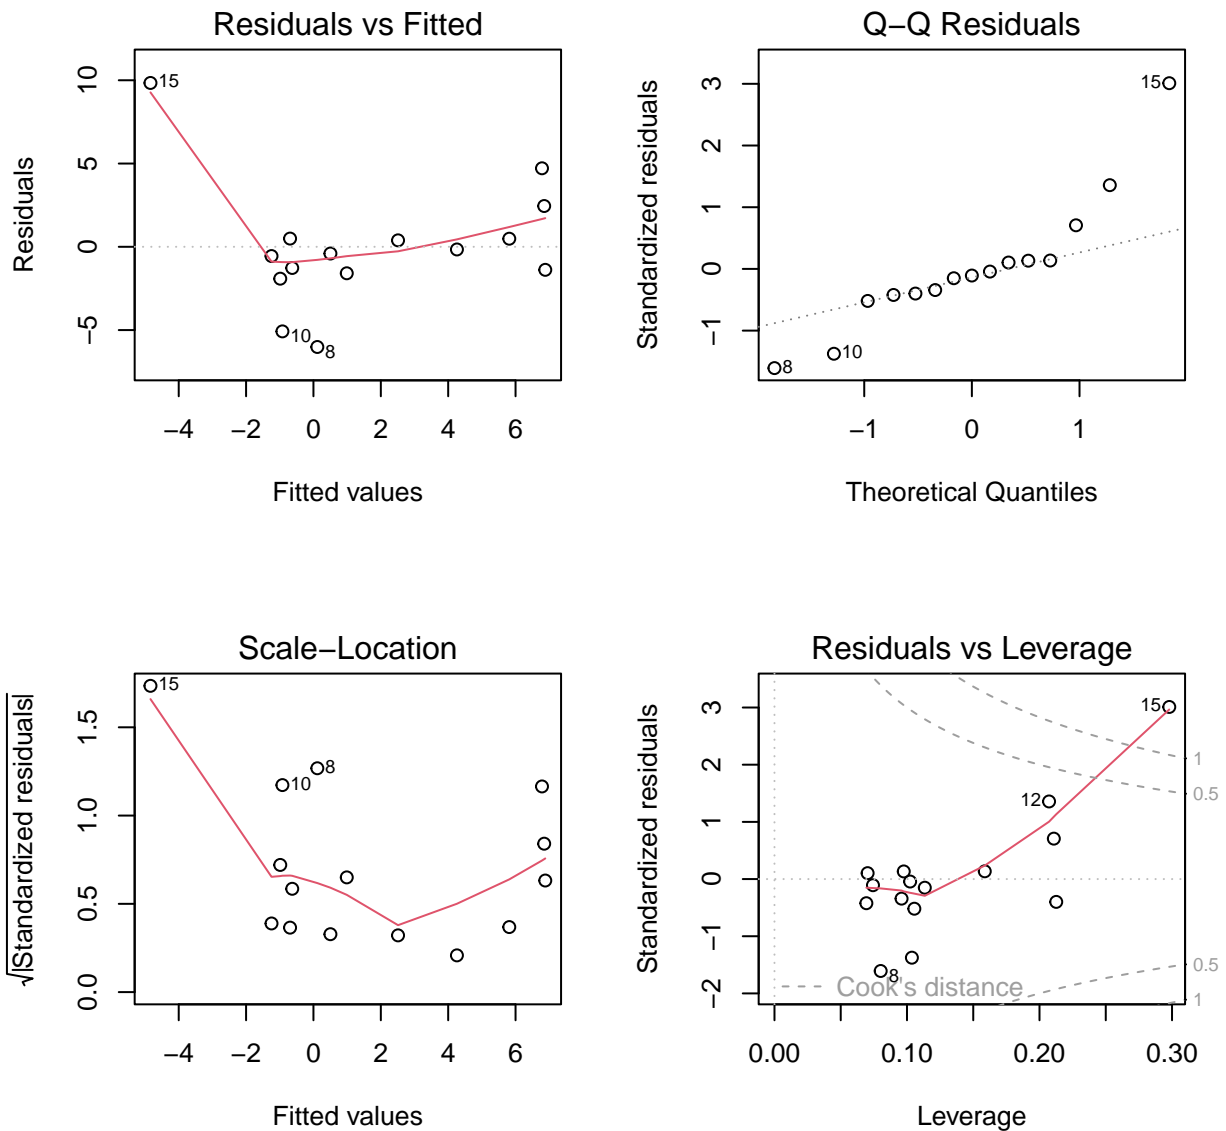 Residuals vs Fitted
Residuals
10
5
0
−5
15
10
8
−4 −2 0 2 4 6
Fitted values
Q−Q Residuals
Standardized residuals
3
2
1
0
−1
15
8
10
−1 0 1
Theoretical Quantiles
Scale−Location
√|Standardized residuals|
1.5
1.0
0.5
0.0
15
10
8
−4 −2 0 2 4 6
Fitted values
Residuals vs Leverage
Standardized residuals
3
2
1
0
−1
−2
15
12
8
1
0.5
0.5
1
Cook's distance
0.00 0.10 0.20 0.30
Leverage